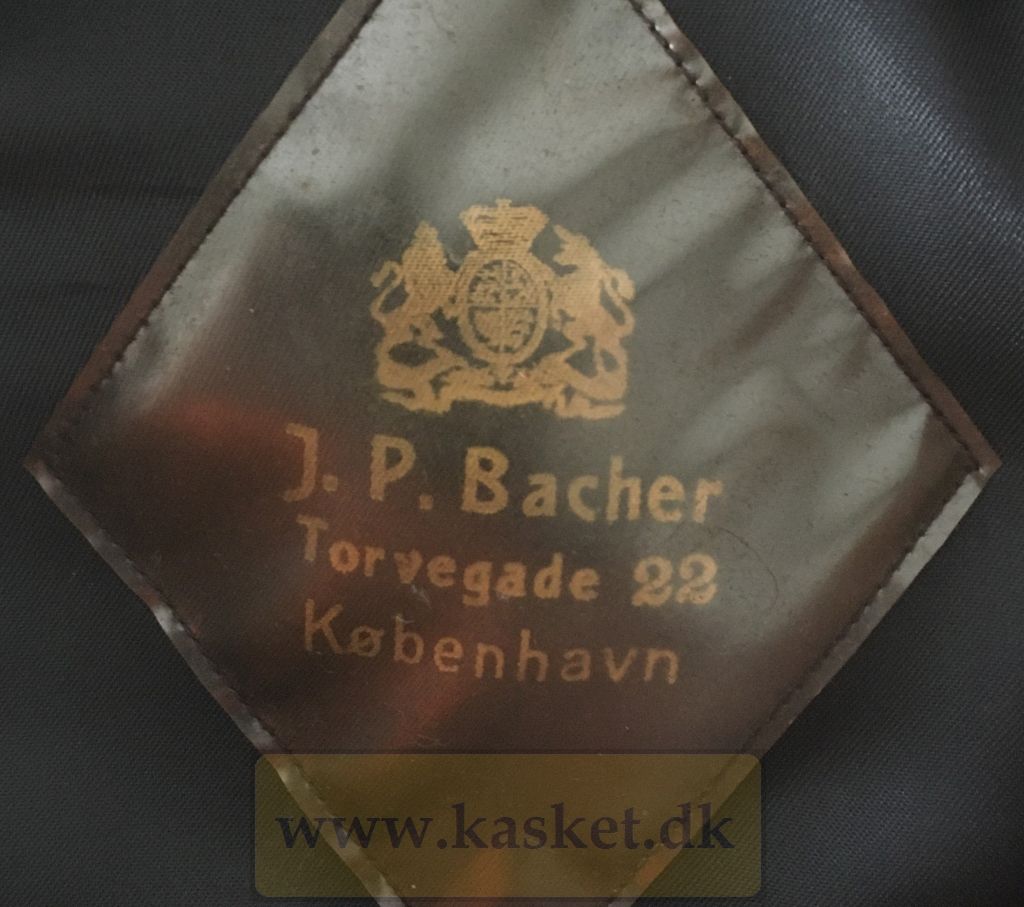 J. P. Bacher
Torvegade 22
København
www.kasket.dk